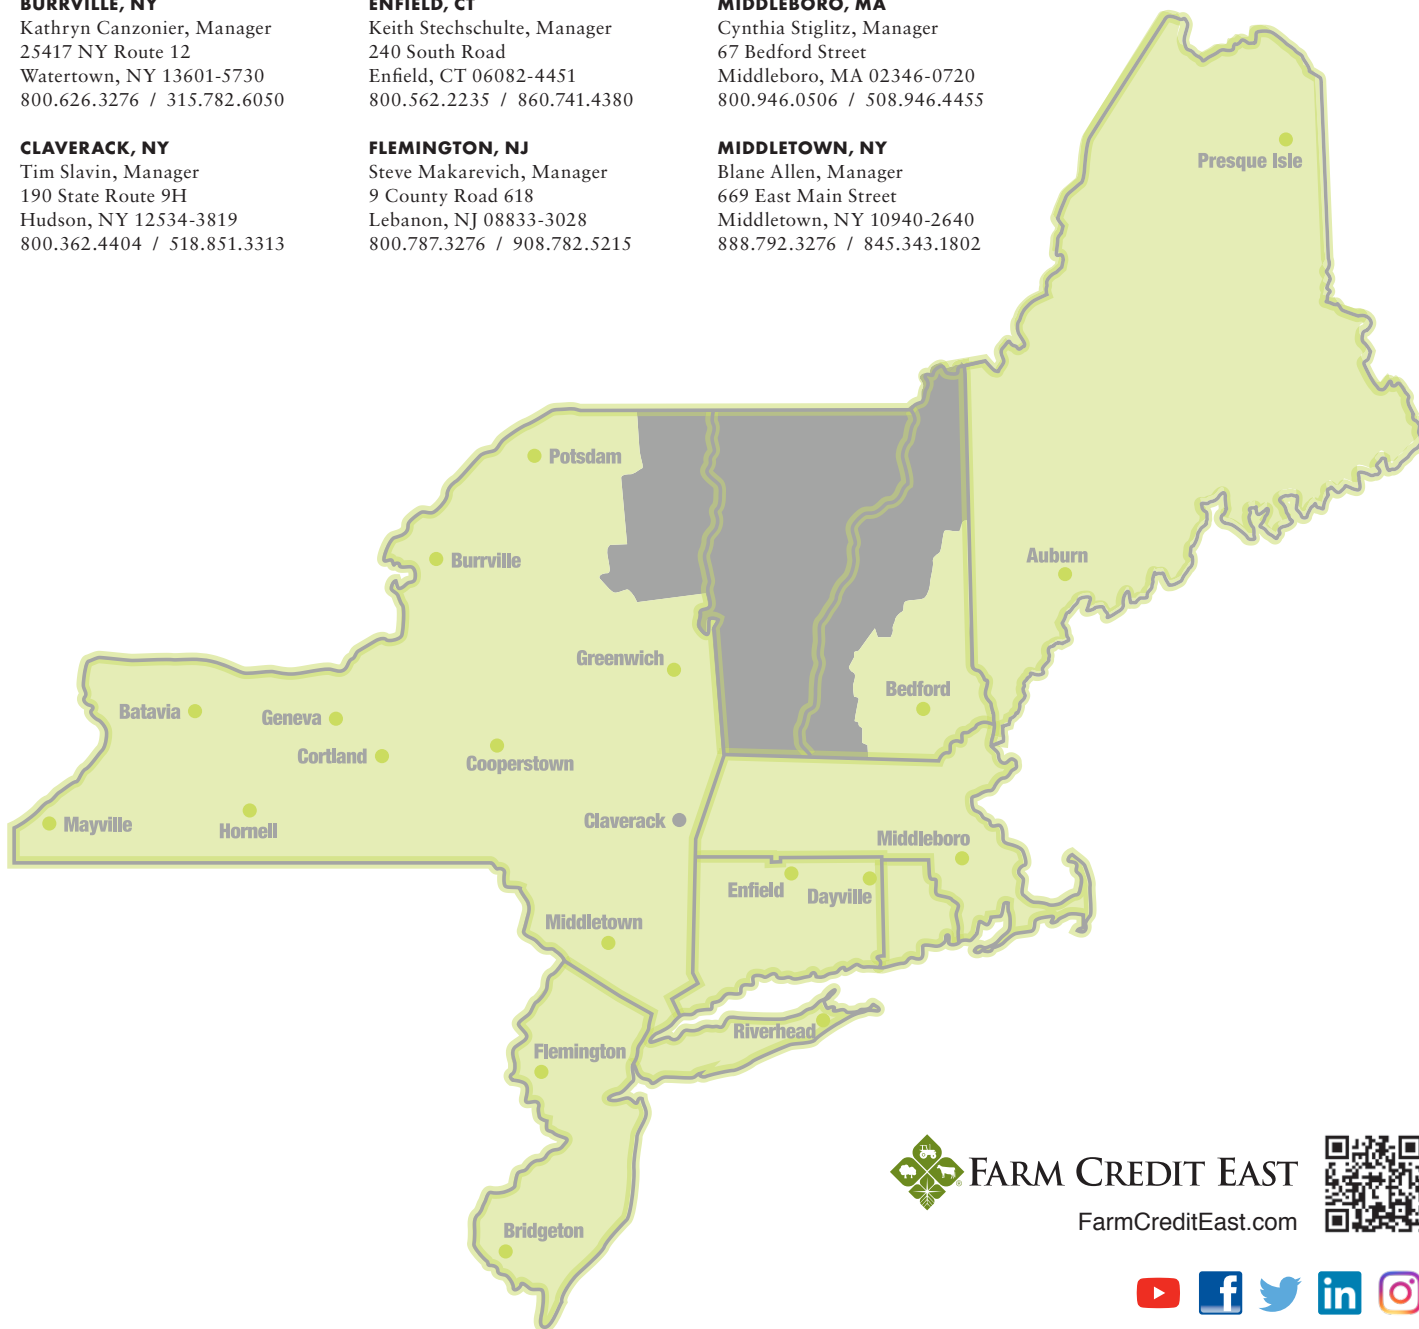 BURRVILLE, NY
Kathryn Canzonier, Manager
25417 NY Route 12
Watertown, NY 13601-5730
800.626.3276 / 315.782.6050
CLAVERACK, NY
Tim Slavin, Manager
190 State Route 9H
Hudson, NY 12534-3819
800.362.4404 / 518.851.3313
ENFIELD, CT
Keith Stechschulte, Manager
240 South Road
Enfield, CT 06082-4451
800.562.2235 / 860.741.4380
FLEMINGTON, NJ
Steve Makarevich, Manager
9 County Road 618
Lebanon, NJ 08833-3028
800.787.3276 / 908.782.5215
MIDDLEBORO, MA
Cynthia Stiglitz, Manager
67 Bedford Street
Middleboro, MA 02346-0720
800.946.0506 / 508.946.4455
MIDDLETOWN, NY
Blane Allen, Manager
669 East Main Street
Middletown, NY 10940-2640
888.792.3276 / 845.343.1802
Presque Isle
Potsdam
Burrville
Auburn
Greenwich
Bedford
Batavia
Geneva
Cortland
Cooperstown
Mayville
Hornell
Claverack
Middleboro
Enfield
Dayville
Middletown
Riverhead
Flemington
Bridgeton
FARM CREDIT EAST
FarmCreditEast.com